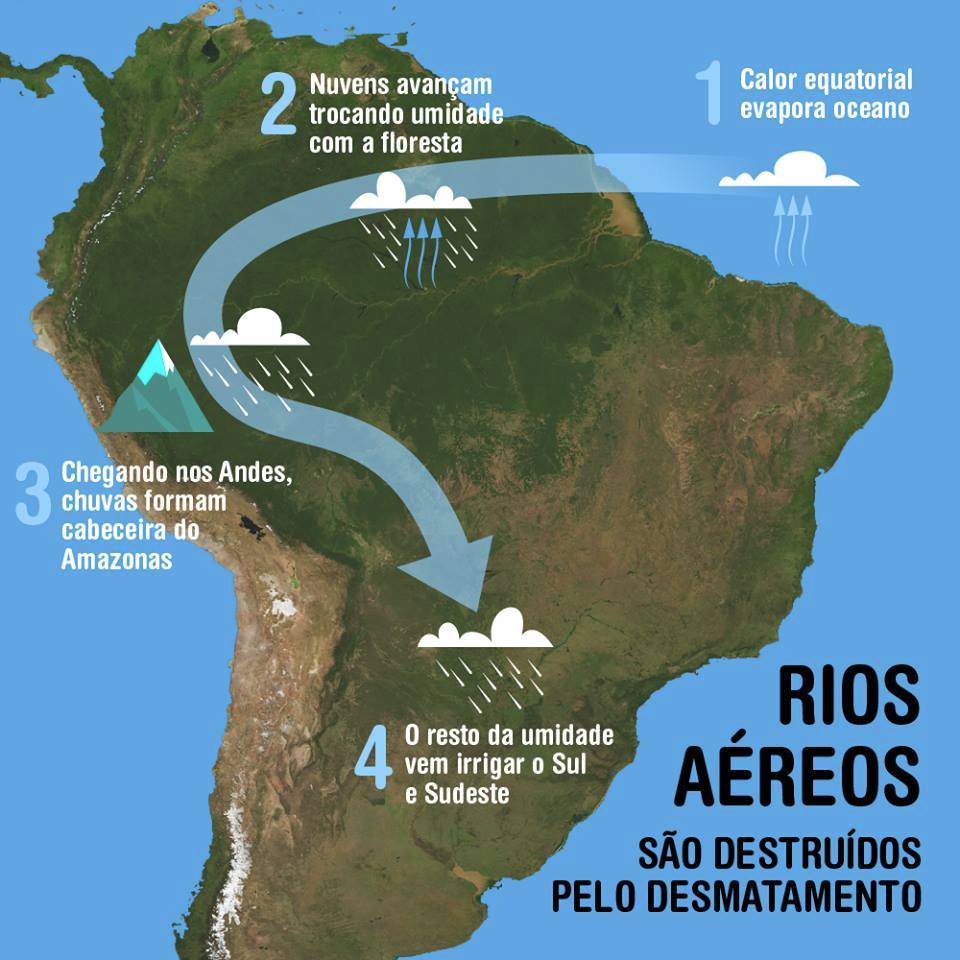 1
Calor equatorial
evapora oceano
2
Nuvens avançam
trocando umidade
com a floresta
3
Chegando nos Andes,
chuvas formam
cabeceira do
Amazonas
4
O resto da umidade
vem irrigar o Sul
e Sudeste
RIOS
AÉREOS
SÃO DESTRUÍDOS
PELO DESMATAMENTO